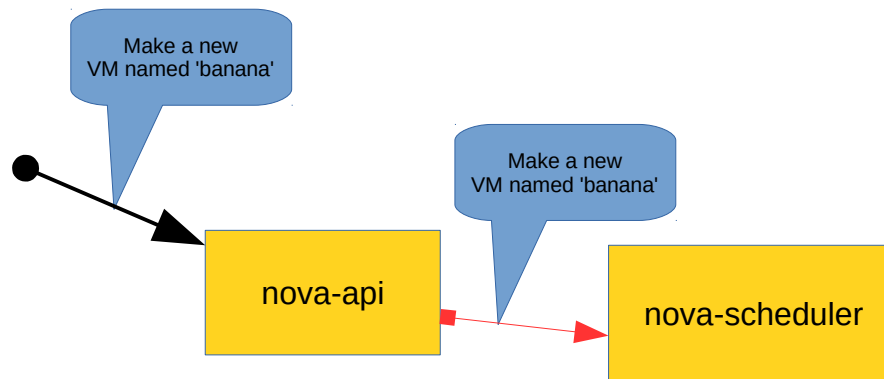 Make a new
VM named 'banana'
Make a new
VM named 'banana'
nova-api
nova-scheduler